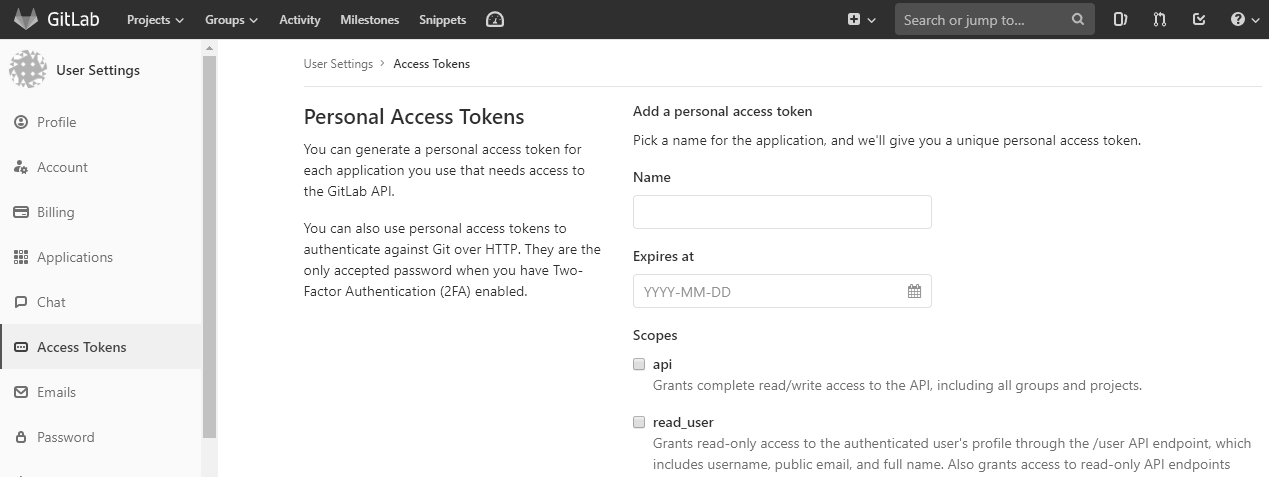 GitLab Projects Groups Activity Milestones Snippets Search or jump to...
User Settings
Profile
Account
Billing
Applications
Chat
Access Tokens
Emails
Password
User Settings > Access Tokens
Personal Access Tokens
You can generate a personal access token for
each application you use that needs access to
the GitLab API.
You can also use personal access tokens to
authenticate against Git over HTTP. They are the
only accepted password when you have Two-
Factor Authentication (2FA) enabled.
Add a personal access token
Pick a name for the application, and we'll give you a unique personal access token.
Name
Expires at
YYYY-MM-DD
Scopes
api
Grants complete read/write access to the API, including all groups and projects.
read_user
Grants read-only access to the authenticated user's profile through the /user API endpoint, which
includes username, public email, and full name. Also grants access to read-only API endpoints